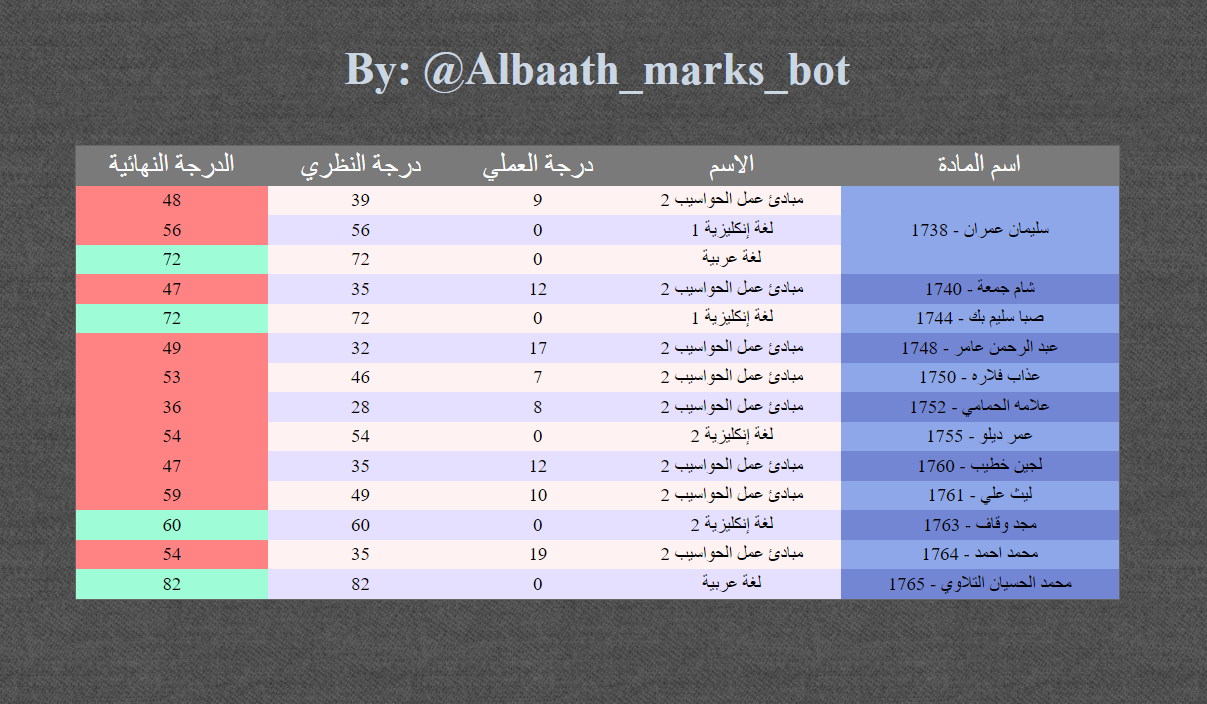 By: @Albaath_marks_bot
اسم المادة الاسم درجة العملي درجة النظري الدرجة النهائية
سليمان عمران - 1738 مبادئ عمل الحواسيب 2 9 39 48
لغة إنكليزية 1 0 56 56
لغة عربية 0 72 72
شام جمعة - 1740 مبادئ عمل الحواسيب 2 12 35 47
صبا سليم بك - 1744 لغة إنكليزية 1 0 72 72
عبد الرحمن عامر - 1748 مبادئ عمل الحواسيب 2 17 32 49
عذاب فلاره - 1750 مبادئ عمل الحواسيب 2 7 46 53
علامه الحمامي - 1752 مبادئ عمل الحواسيب 2 8 28 36
عمر ديلو - 1755 لغة إنكليزية 2 0 54 54
لجين خطيب - 1760 مبادئ عمل الحواسيب 2 12 35 47
ليث علي - 1761 مبادئ عمل الحواسيب 2 10 49 59
مجد وقاف - 1763 لغة إنكليزية 2 0 60 60
محمد احمد - 1764 مبادئ عمل الحواسيب 2 19 35 54
محمد الحسيان التلاوي - 1765 لغة عربية 0 82 82